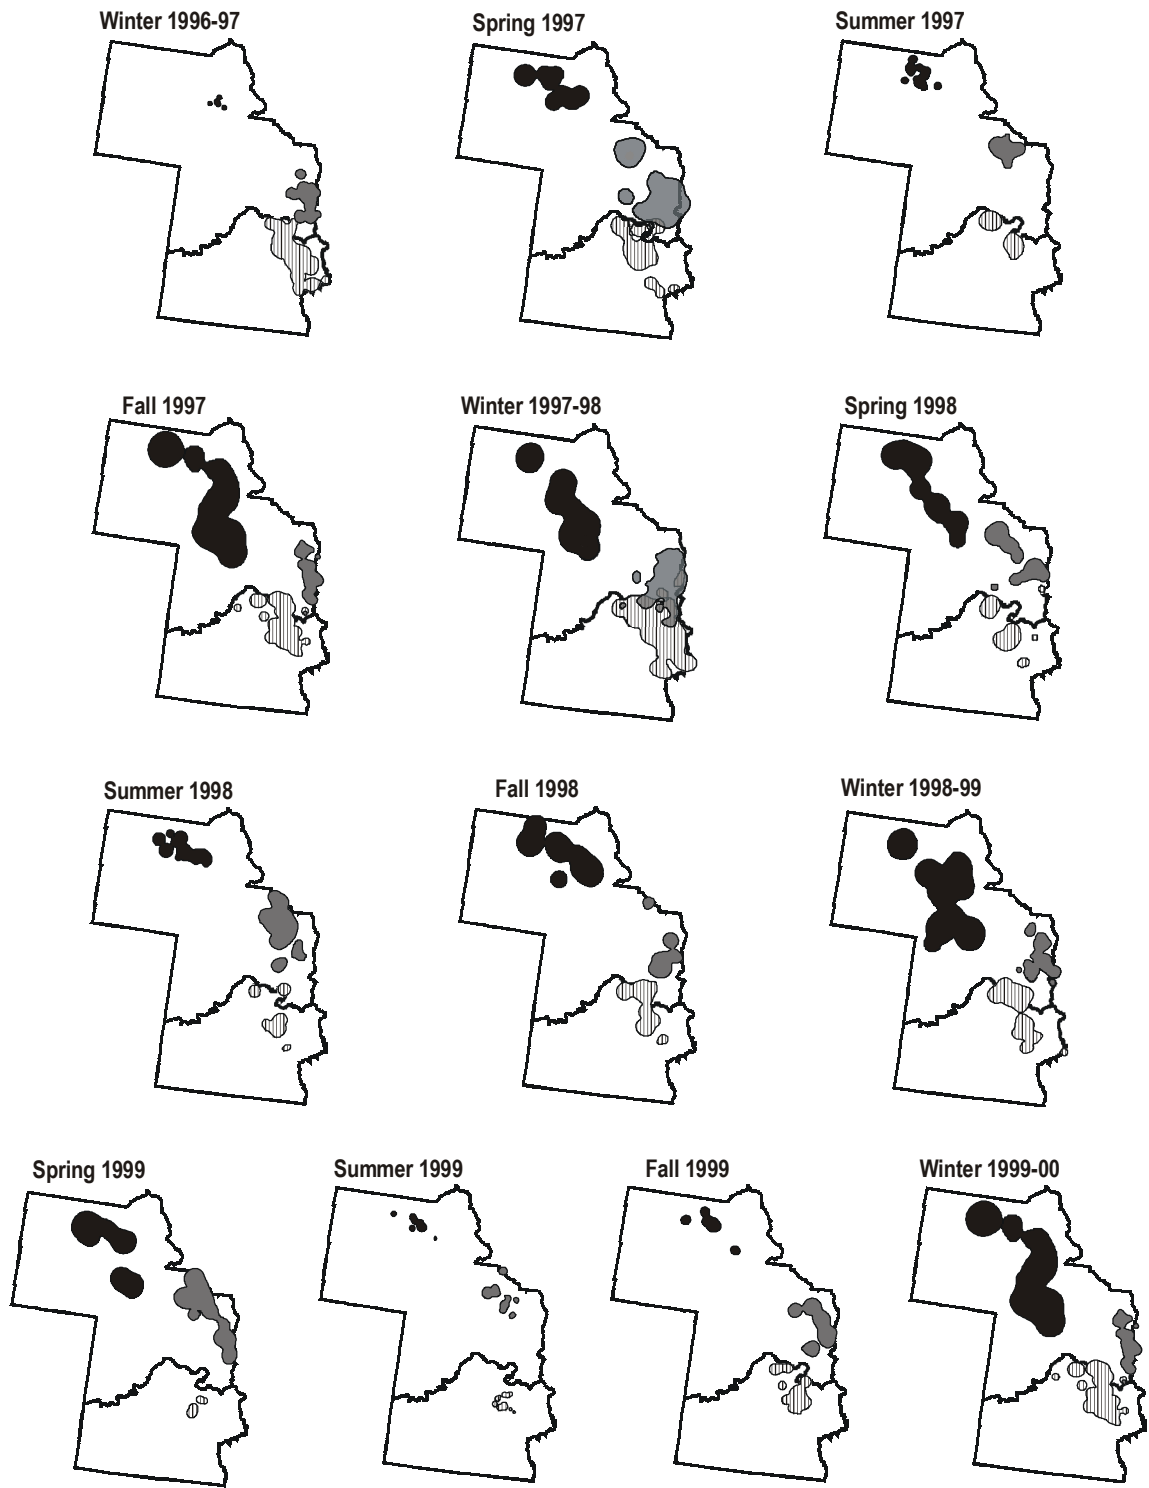 Winter 1996-97
Spring 1997
Summer 1997
Fall 1997
Winter 1997-98
Spring 1998
Summer 1998
Fall 1998
Winter 1998-99
Spring 1999
Summer 1999
Fall 1999
Winter 1999-00